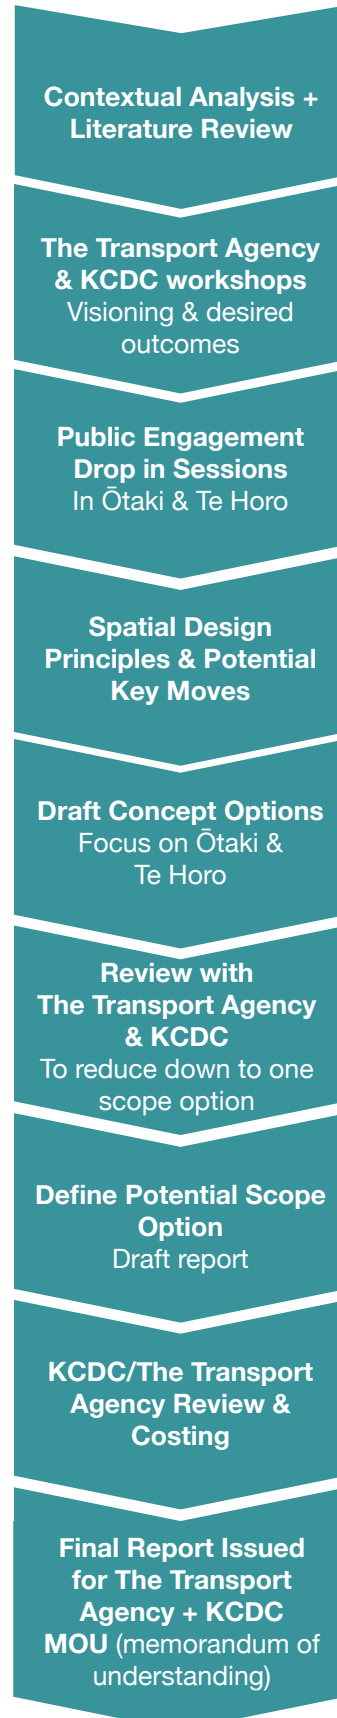 Contextual Analysis +
Literature Review
The Transport Agency
& KCDC workshops
Visioning & desired
outcomes
Public Engagement
Drop in Sessions
In Ōtaki & Te Horo
Spatial Design
Principles & Potential
Key Moves
Draft Concept Options
Focus on Ōtaki &
Te Horo
Review with
The Transport Agency
& KCDC
To reduce down to one
scope option
Define Potential Scope
Option
Draft report
KCDC/The Transport
Agency Review &
Costing
Final Report Issued
for The Transport
Agency + KCDC
MOU (memorandum of
understanding)